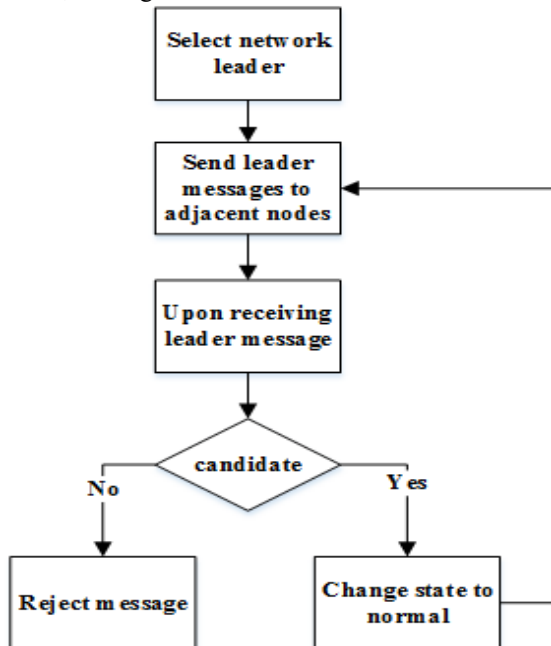 Select network
leader
Send leader
messages to
adjacent nodes
Upon receiving
leader message
candidate
No
Yes
Reject message
Change state to
normal